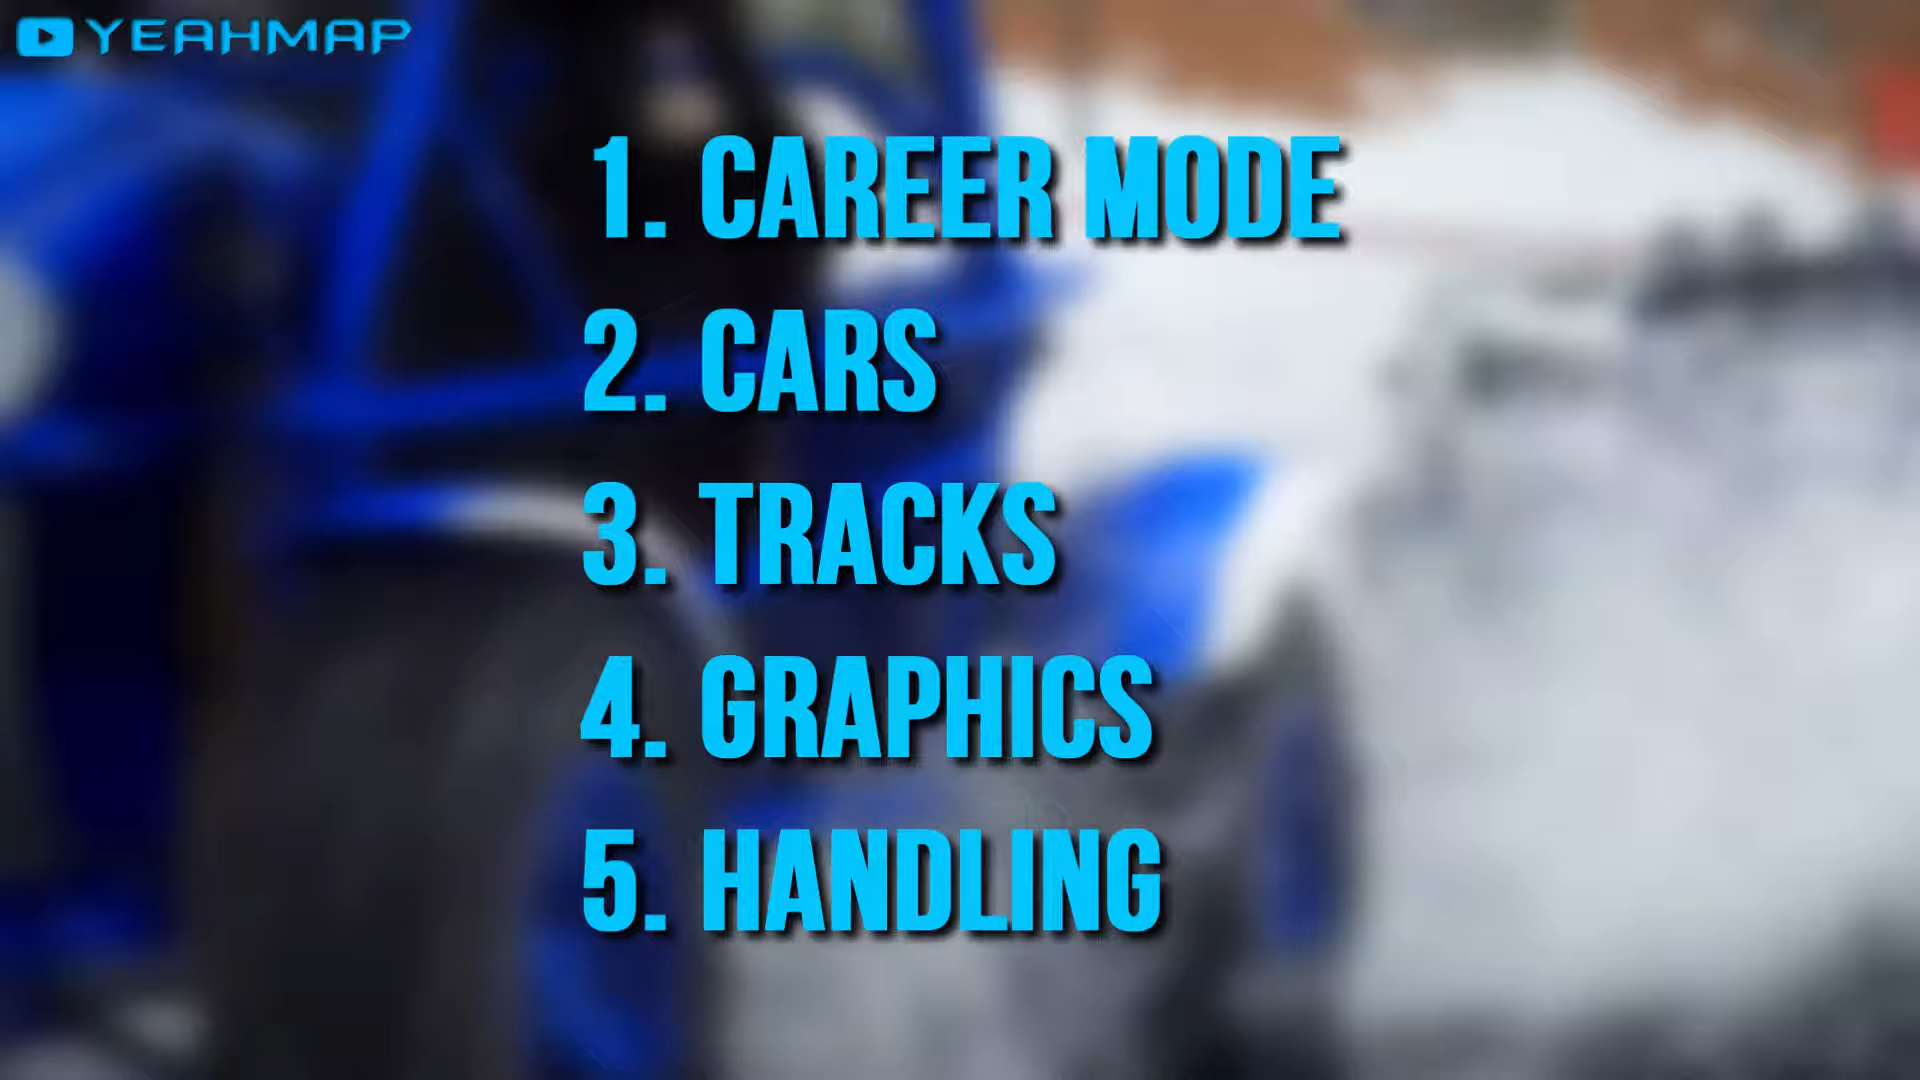 YEAHMAP
1. CAREER MODE
2. CARS
3. TRACKS
4. GRAPHICS
5. HANDLING